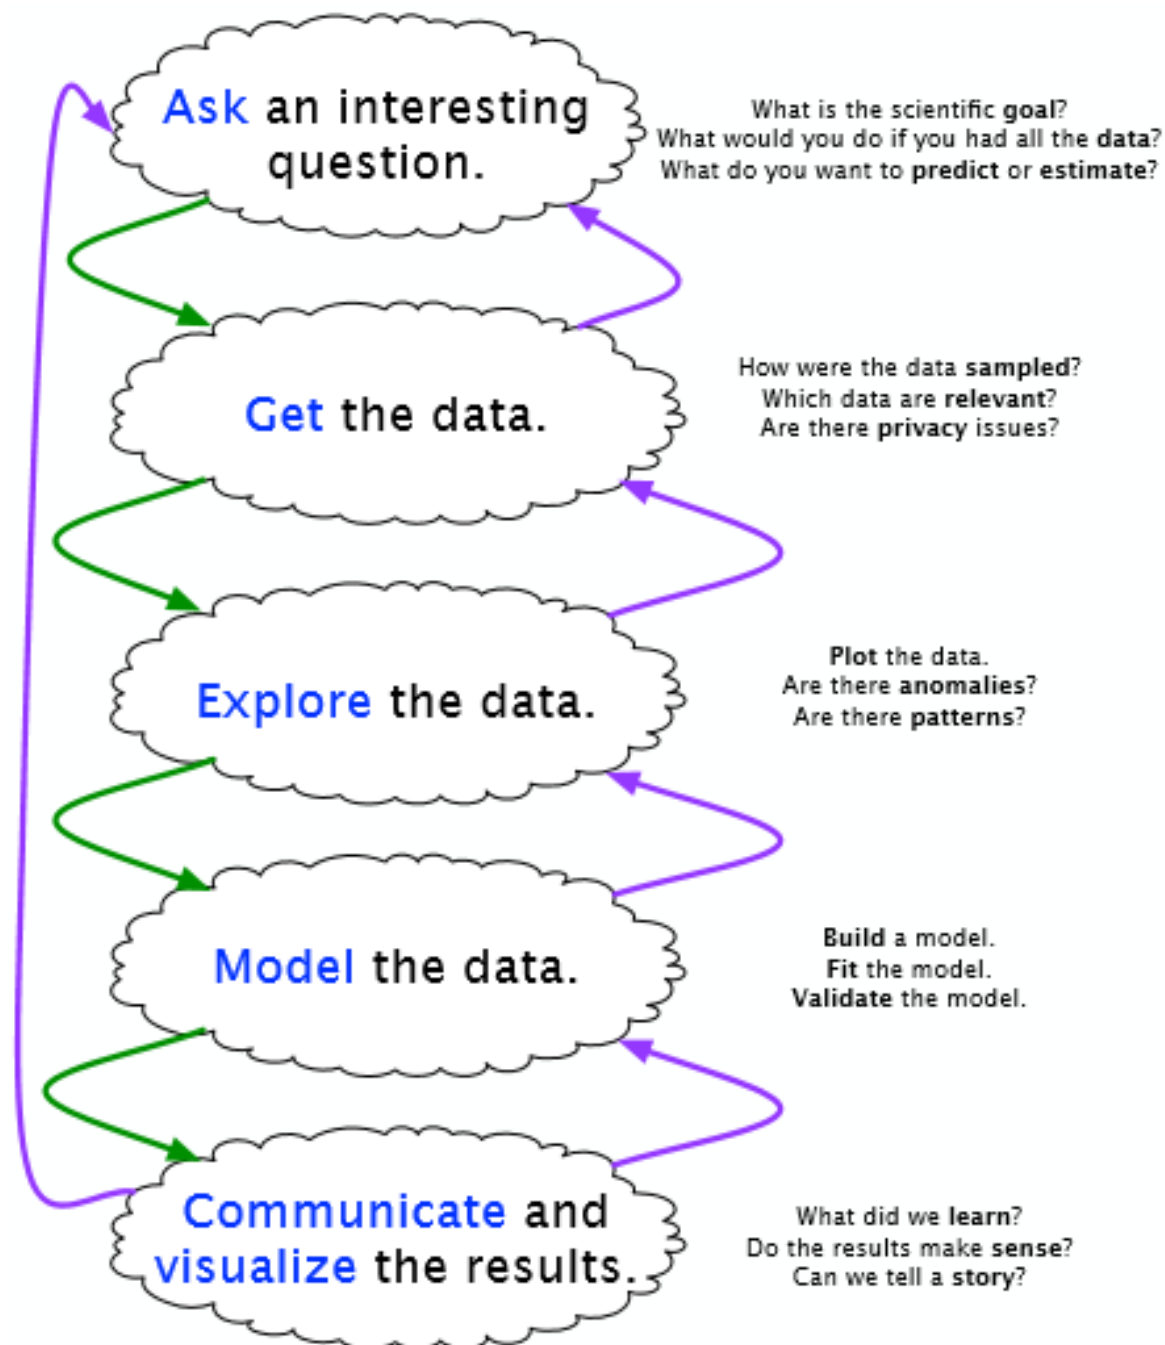 Ask an interesting
question.
What is the scientific goal?
What would you do if you had all the data?
What do you want to predict or estimate?
Get the data.
How were the data sampled?
Which data are relevant?
Are there privacy issues?
Explore the data.
Plot the data.
Are there anomalies?
Are there patterns?
Model the data.
Build a model.
Fit the model.
Validate the model.
Communicate and
visualize the results.
What did we learn?
Do the results make sense?
Can we tell a story?